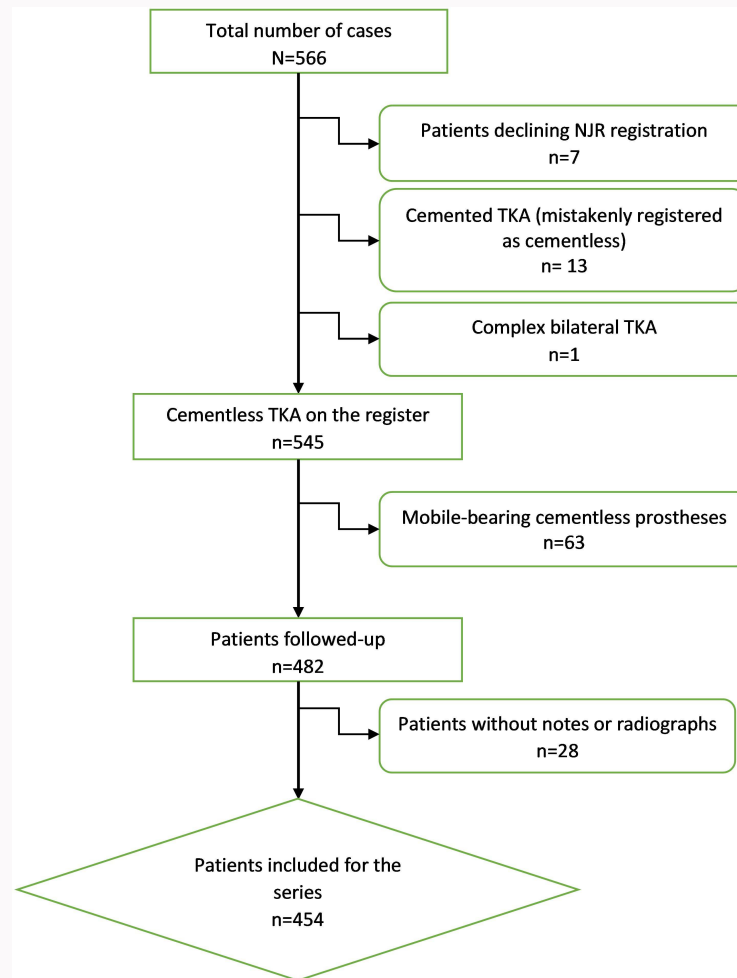 Total number of cases
N=566
Patients declining NJR registration
n=7
Cemented TKA (mistakenly registered
as cementless)
n= 13
Complex bilateral TKA
n=1
Cementless TKA on the register
n=545
Mobile-bearing cementless prostheses
n=63
Patients followed-up
n=482
Patients without notes or radiographs
n=28
Patients included for the
series
n=454